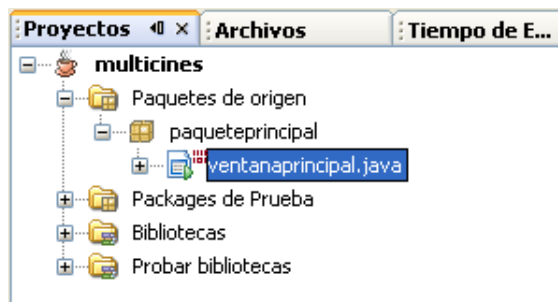 Proyectos Archivos Tiempo de E...
multicines
Paquetes de origen
paqueteprincipal
ventanaprincipal.java
Packages de Prueba
Bibliotecas
Probar bibliotecas